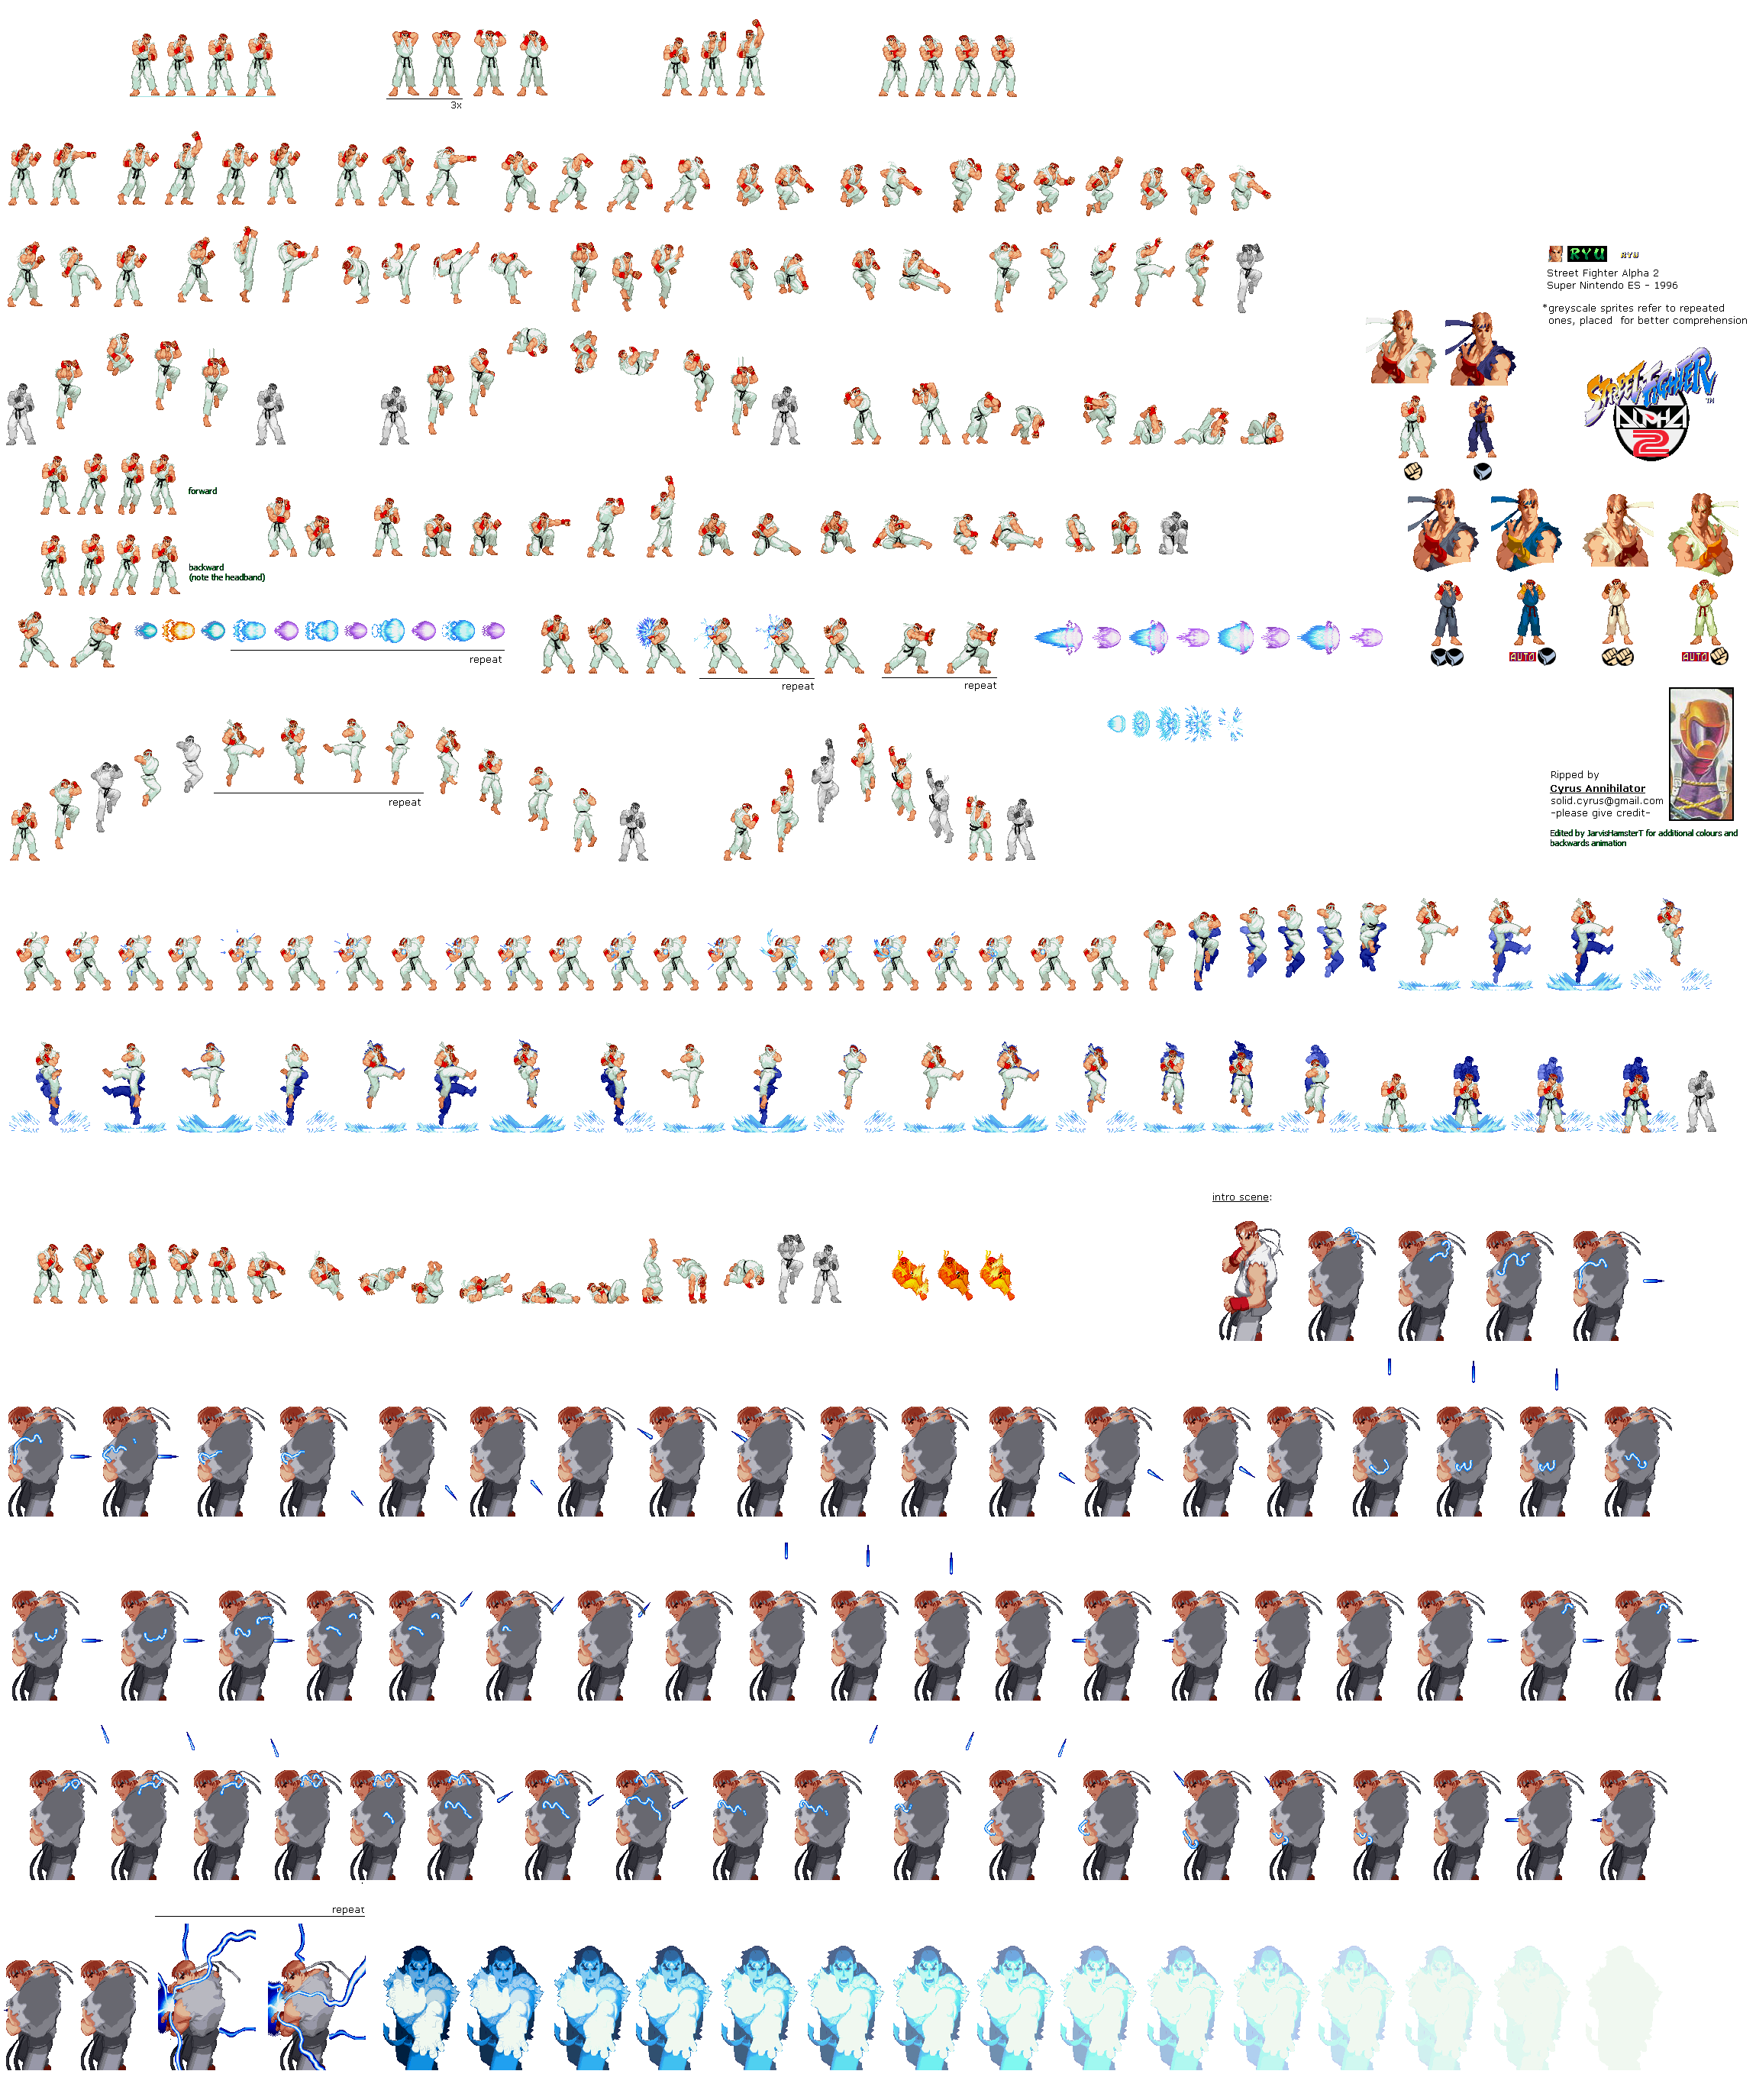 3x
RYU RYU
Street Fighter Alpha 2
Super Nintendo ES - 1996
*greyscale sprites refer to repeated
ones, placed for better comprehension
STREET FIGHTER
TM
ALPHA
2
forward
backward
(note the headband)
repeat
repeat
repeat
AUTO
AUTO
repeat
Ripped by
Cyrus Annihilator
solid.cyrus@gmail.com
-please give credit-
Edited by JarvisHamsterT for additional colours and
backwards animation
intro scene:
repeat